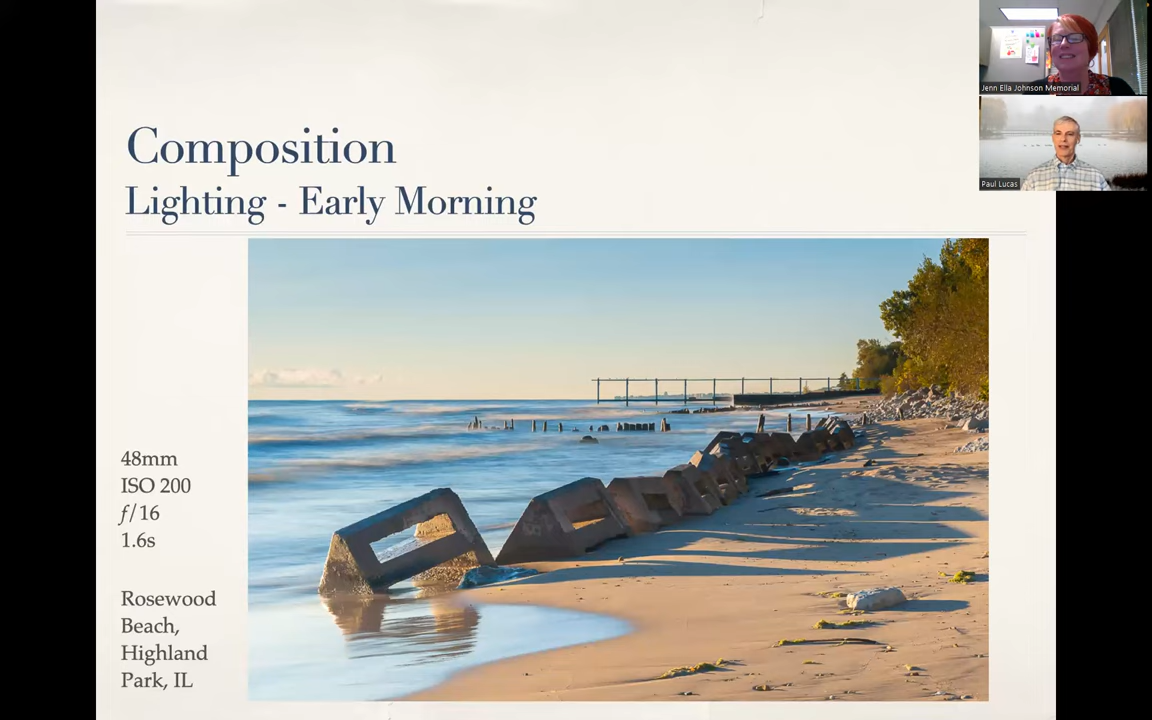 Composition
Lighting - Early Morning
48mm
ISO 200
f/16
1.6s
Rosewood
Beach,
Highland
Park, IL
Jenn Ella Johnson Memorial
Paul Lucas